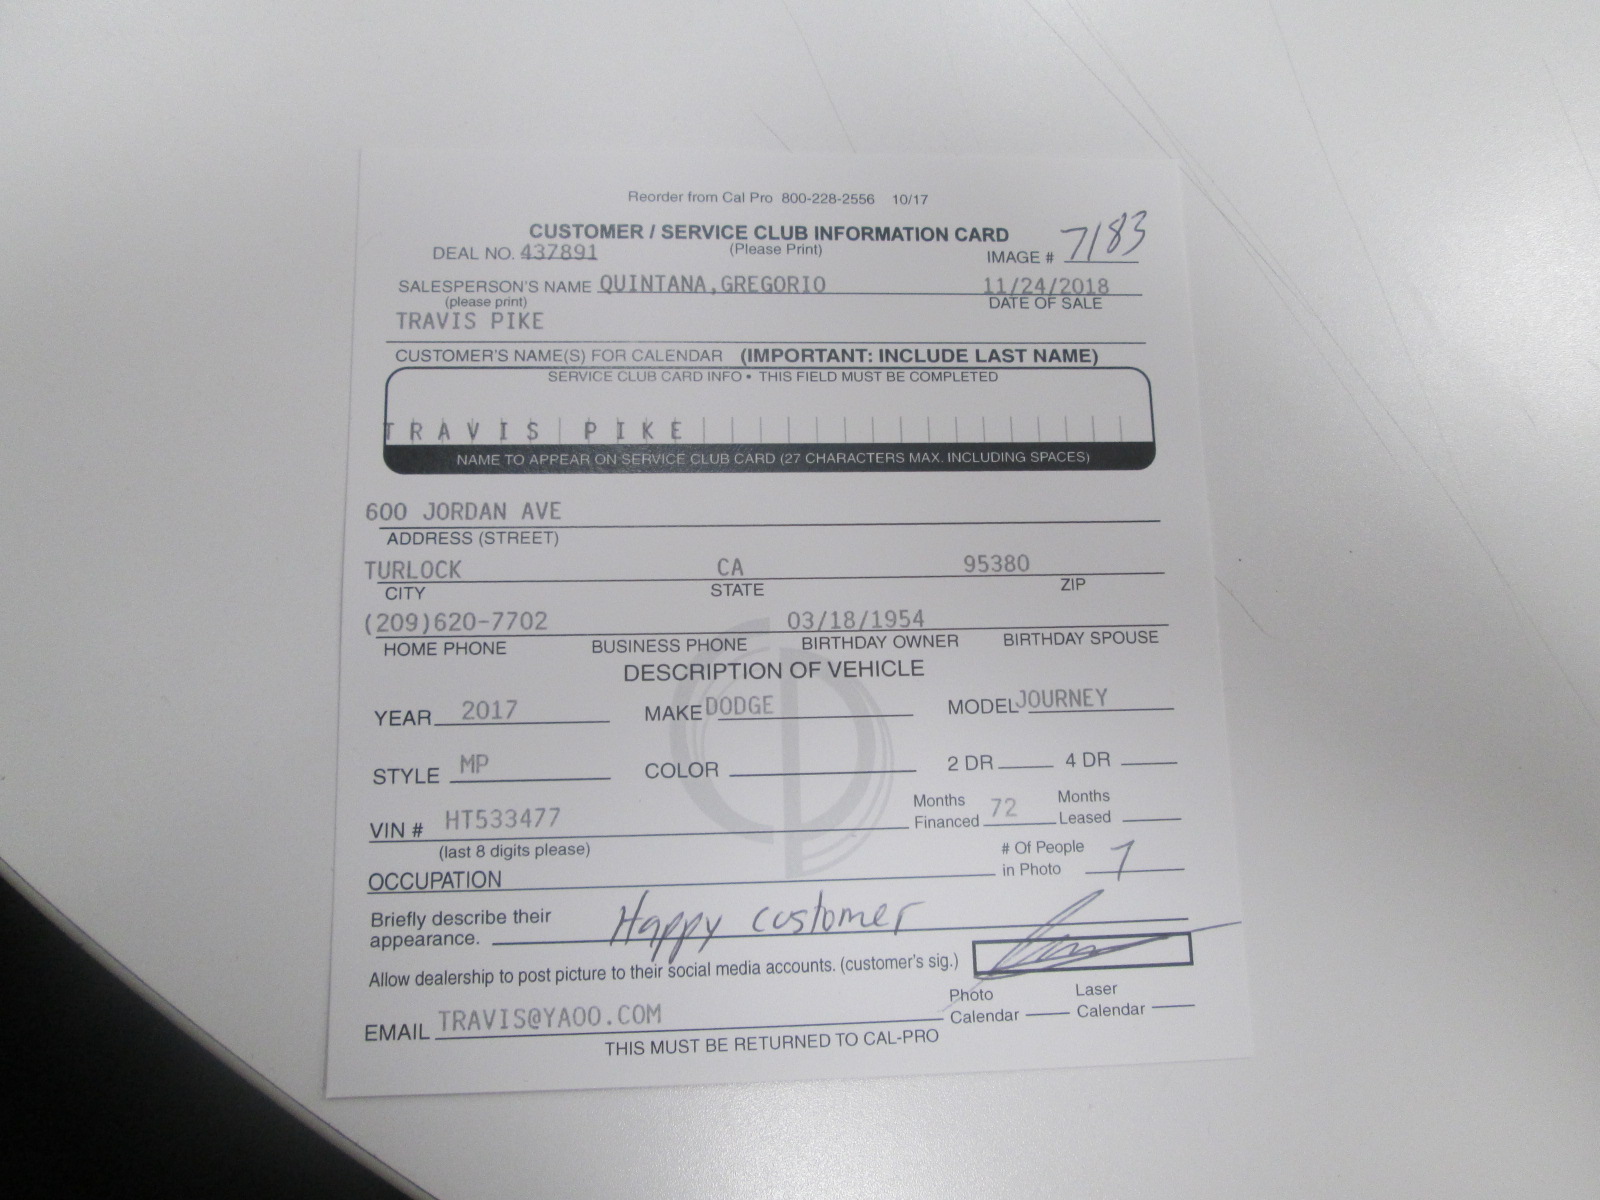 Reorder from Cal Pro 800-228-2556 10/17
CUSTOMER / SERVICE CLUB INFORMATION CARD
DEAL NO. 437891 (Please Print) IMAGE # 7183
SALESPERSON'S NAME QUINTANA,GREGORIO 11/24/2018
(please print) DATE OF SALE
TRAVIS PIKE
CUSTOMER'S NAME(S) FOR CALENDAR (IMPORTANT: INCLUDE LAST NAME)
SERVICE CLUB CARD INFO • THIS FIELD MUST BE COMPLETED
TRAVIS PIKE
NAME TO APPEAR ON SERVICE CLUB CARD (27 CHARACTERS MAX. INCLUDING SPACES)
600 JORDAN AVE
ADDRESS (STREET)
TURLOCK CA 95380
CITY STATE ZIP
(209)620-7702 03/18/1954
HOME PHONE BUSINESS PHONE BIRTHDAY OWNER BIRTHDAY SPOUSE
DESCRIPTION OF VEHICLE
YEAR 2017 MAKE DODGE MODEL JOURNEY
STYLE MP COLOR 2 DR 4 DR
VIN # HT533477 Months Financed 72 Months Leased
(last 8 digits please)
OCCUPATION # Of People in Photo 1
Briefly describe their
appearance. Happy customer
Allow dealership to post picture to their social media accounts. (customer's sig.)
EMAIL TRAVIS@YAOO.COM Photo Calendar Laser Calendar
THIS MUST BE RETURNED TO CAL-PRO